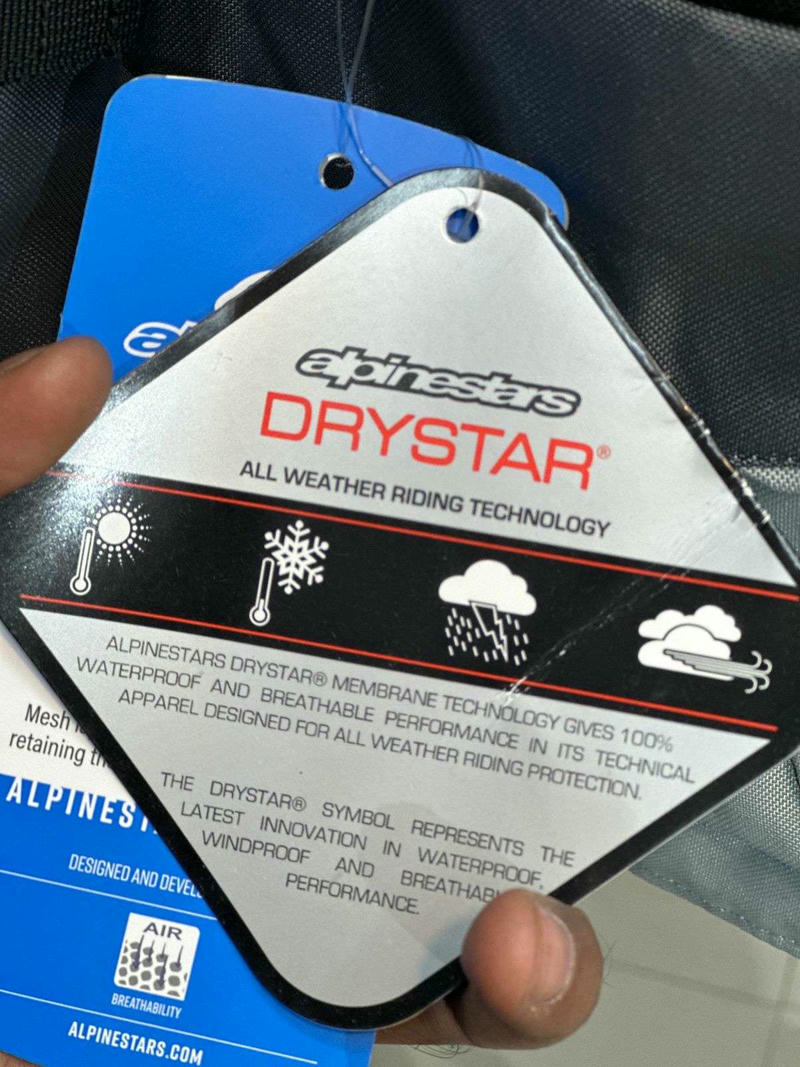 alpinestars
DRYSTAR®
ALL WEATHER RIDING TECHNOLOGY
ALPINESTARS DRYSTAR® MEMBRANE TECHNOLOGY GIVES 100%
WATERPROOF AND BREATHABLE PERFORMANCE IN ITS TECHNICAL
APPAREL DESIGNED FOR ALL WEATHER RIDING PROTECTION.
THE DRYSTAR® SYMBOL REPRESENTS THE
LATEST INNOVATION IN WATERPROOF,
WINDPROOF AND
PERFORMANCE.
Mesh
retaining
DESIGNED AND
AIR
BREATHABILITY
ALPINESTARS.COM